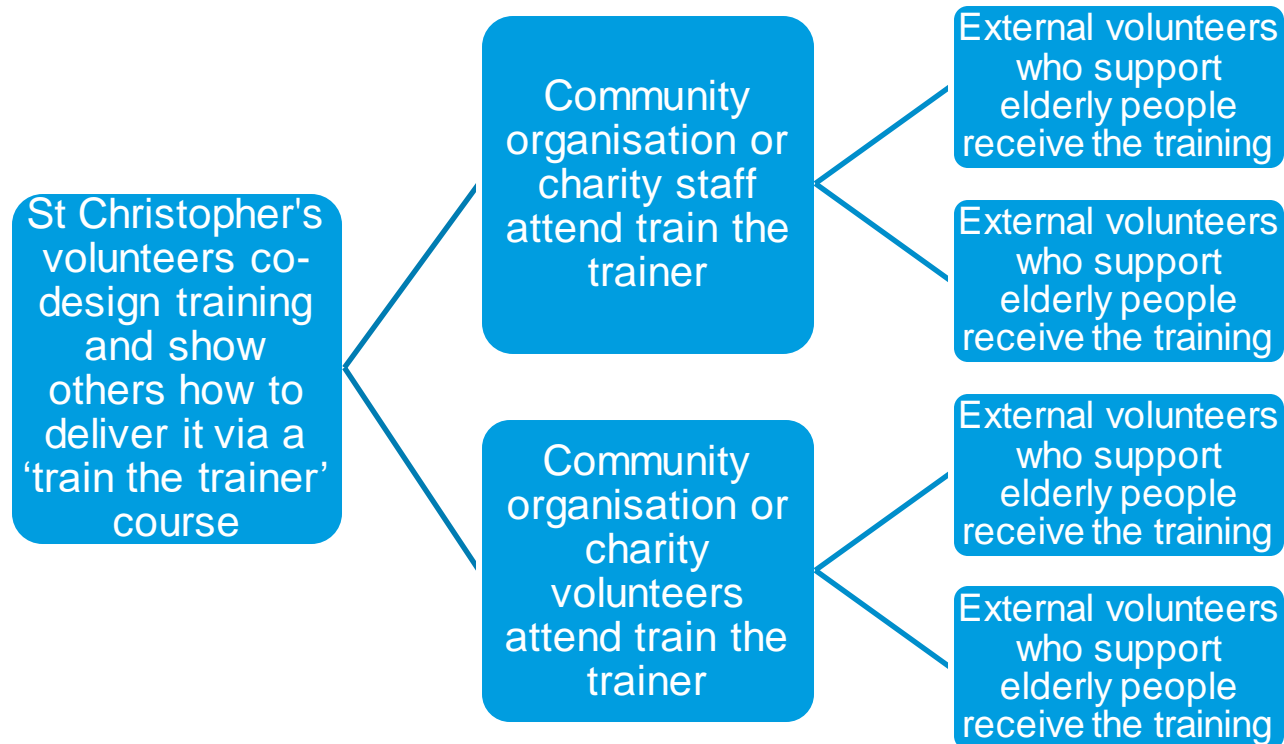 St Christopher's
volunteers co-
design training
and show
others how to
deliver it via a
‘train the trainer’
course
Community
organisation or
charity staff
attend train the
trainer
External volunteers
who support
elderly people
receive the training
External volunteers
who support
elderly people
receive the training
Community
organisation or
charity
volunteers
attend train the
trainer
External volunteers
who support
elderly people
receive the training
External volunteers
who support
elderly people
receive the training